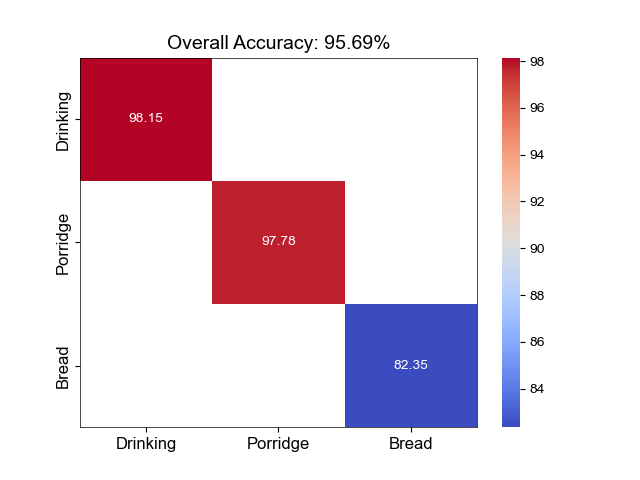 Overall Accuracy: 95.69%
Drinking
98.15
Porridge
97.78
Bread
82.35
Drinking Porridge Bread
98
96
94
92
90
88
86
84